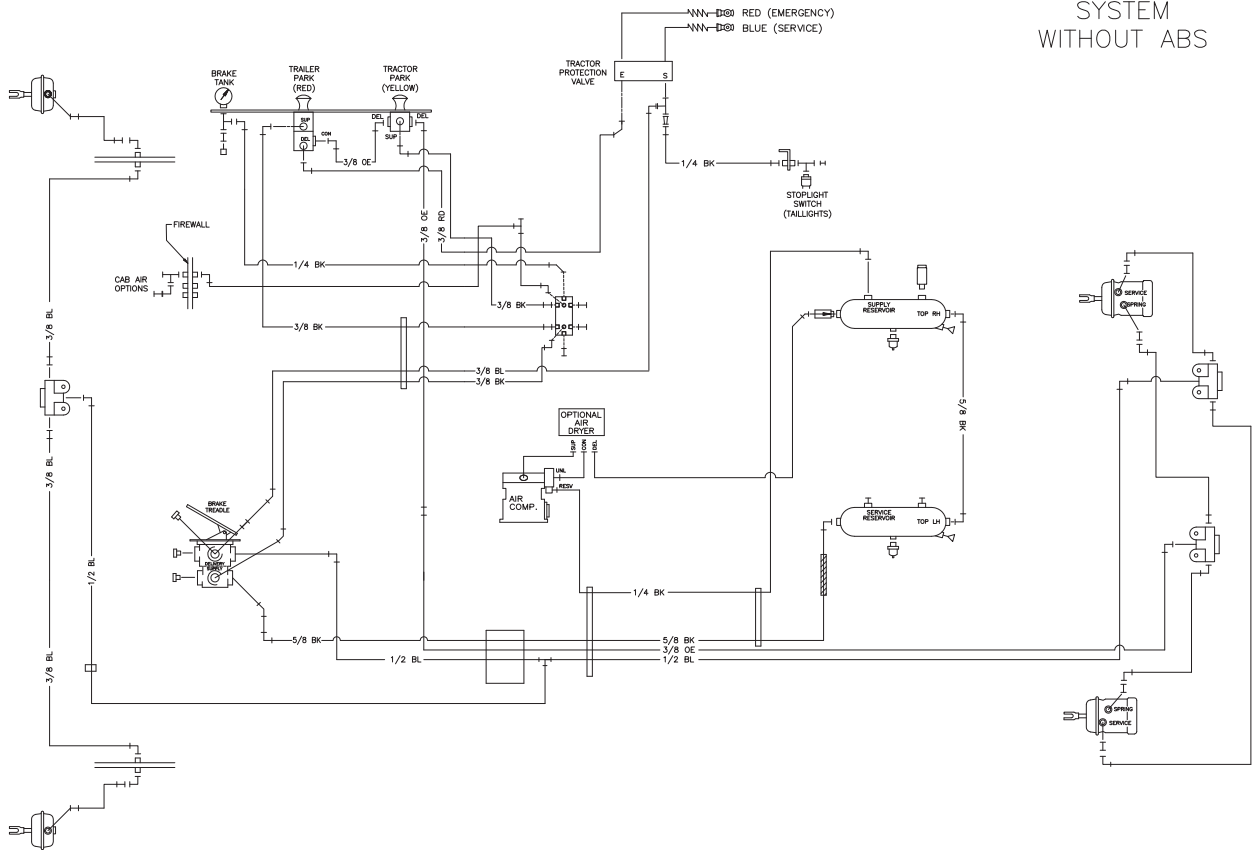 SYSTEM
WITHOUT ABS
RED (EMERGENCY)
BLUE (SERVICE)
TRACTOR
PROTECTION
VALVE
E
S
BRAKE
TANK
TRAILER
PARK
(RED)
TRACTOR
PARK
(YELLOW)
SUP
DEL
CON
DEL
DEL
SUP
3/8 OE
1/4 BK
STOPLIGHT
SWITCH
(TAILLIGHTS)
3/8 OE
3/8 RD
FIREWALL
CAB AIR
OPTIONS
1/4 BK
3/8 BK
3/8 BK
3/8 BL
3/8 BK
3/8 BL
SUPPLY
RESERVOIR
TOP RH
SERVICE
SPRING
5/8 BK
OPTIONAL
AIR
DRYER
SUP
CON
DEL
UNL
RESV
AIR
COMP.
3/8 BL
BRAKE
TREADLE
DELIVERY
SUPPLY
SERVICE
RESERVOIR
TOP LH
1/2 BL
1/4 BK
5/8 BK
5/8 BK
3/8 OE
1/2 BL
1/2 BL
3/8 BL
SPRING
SERVICE